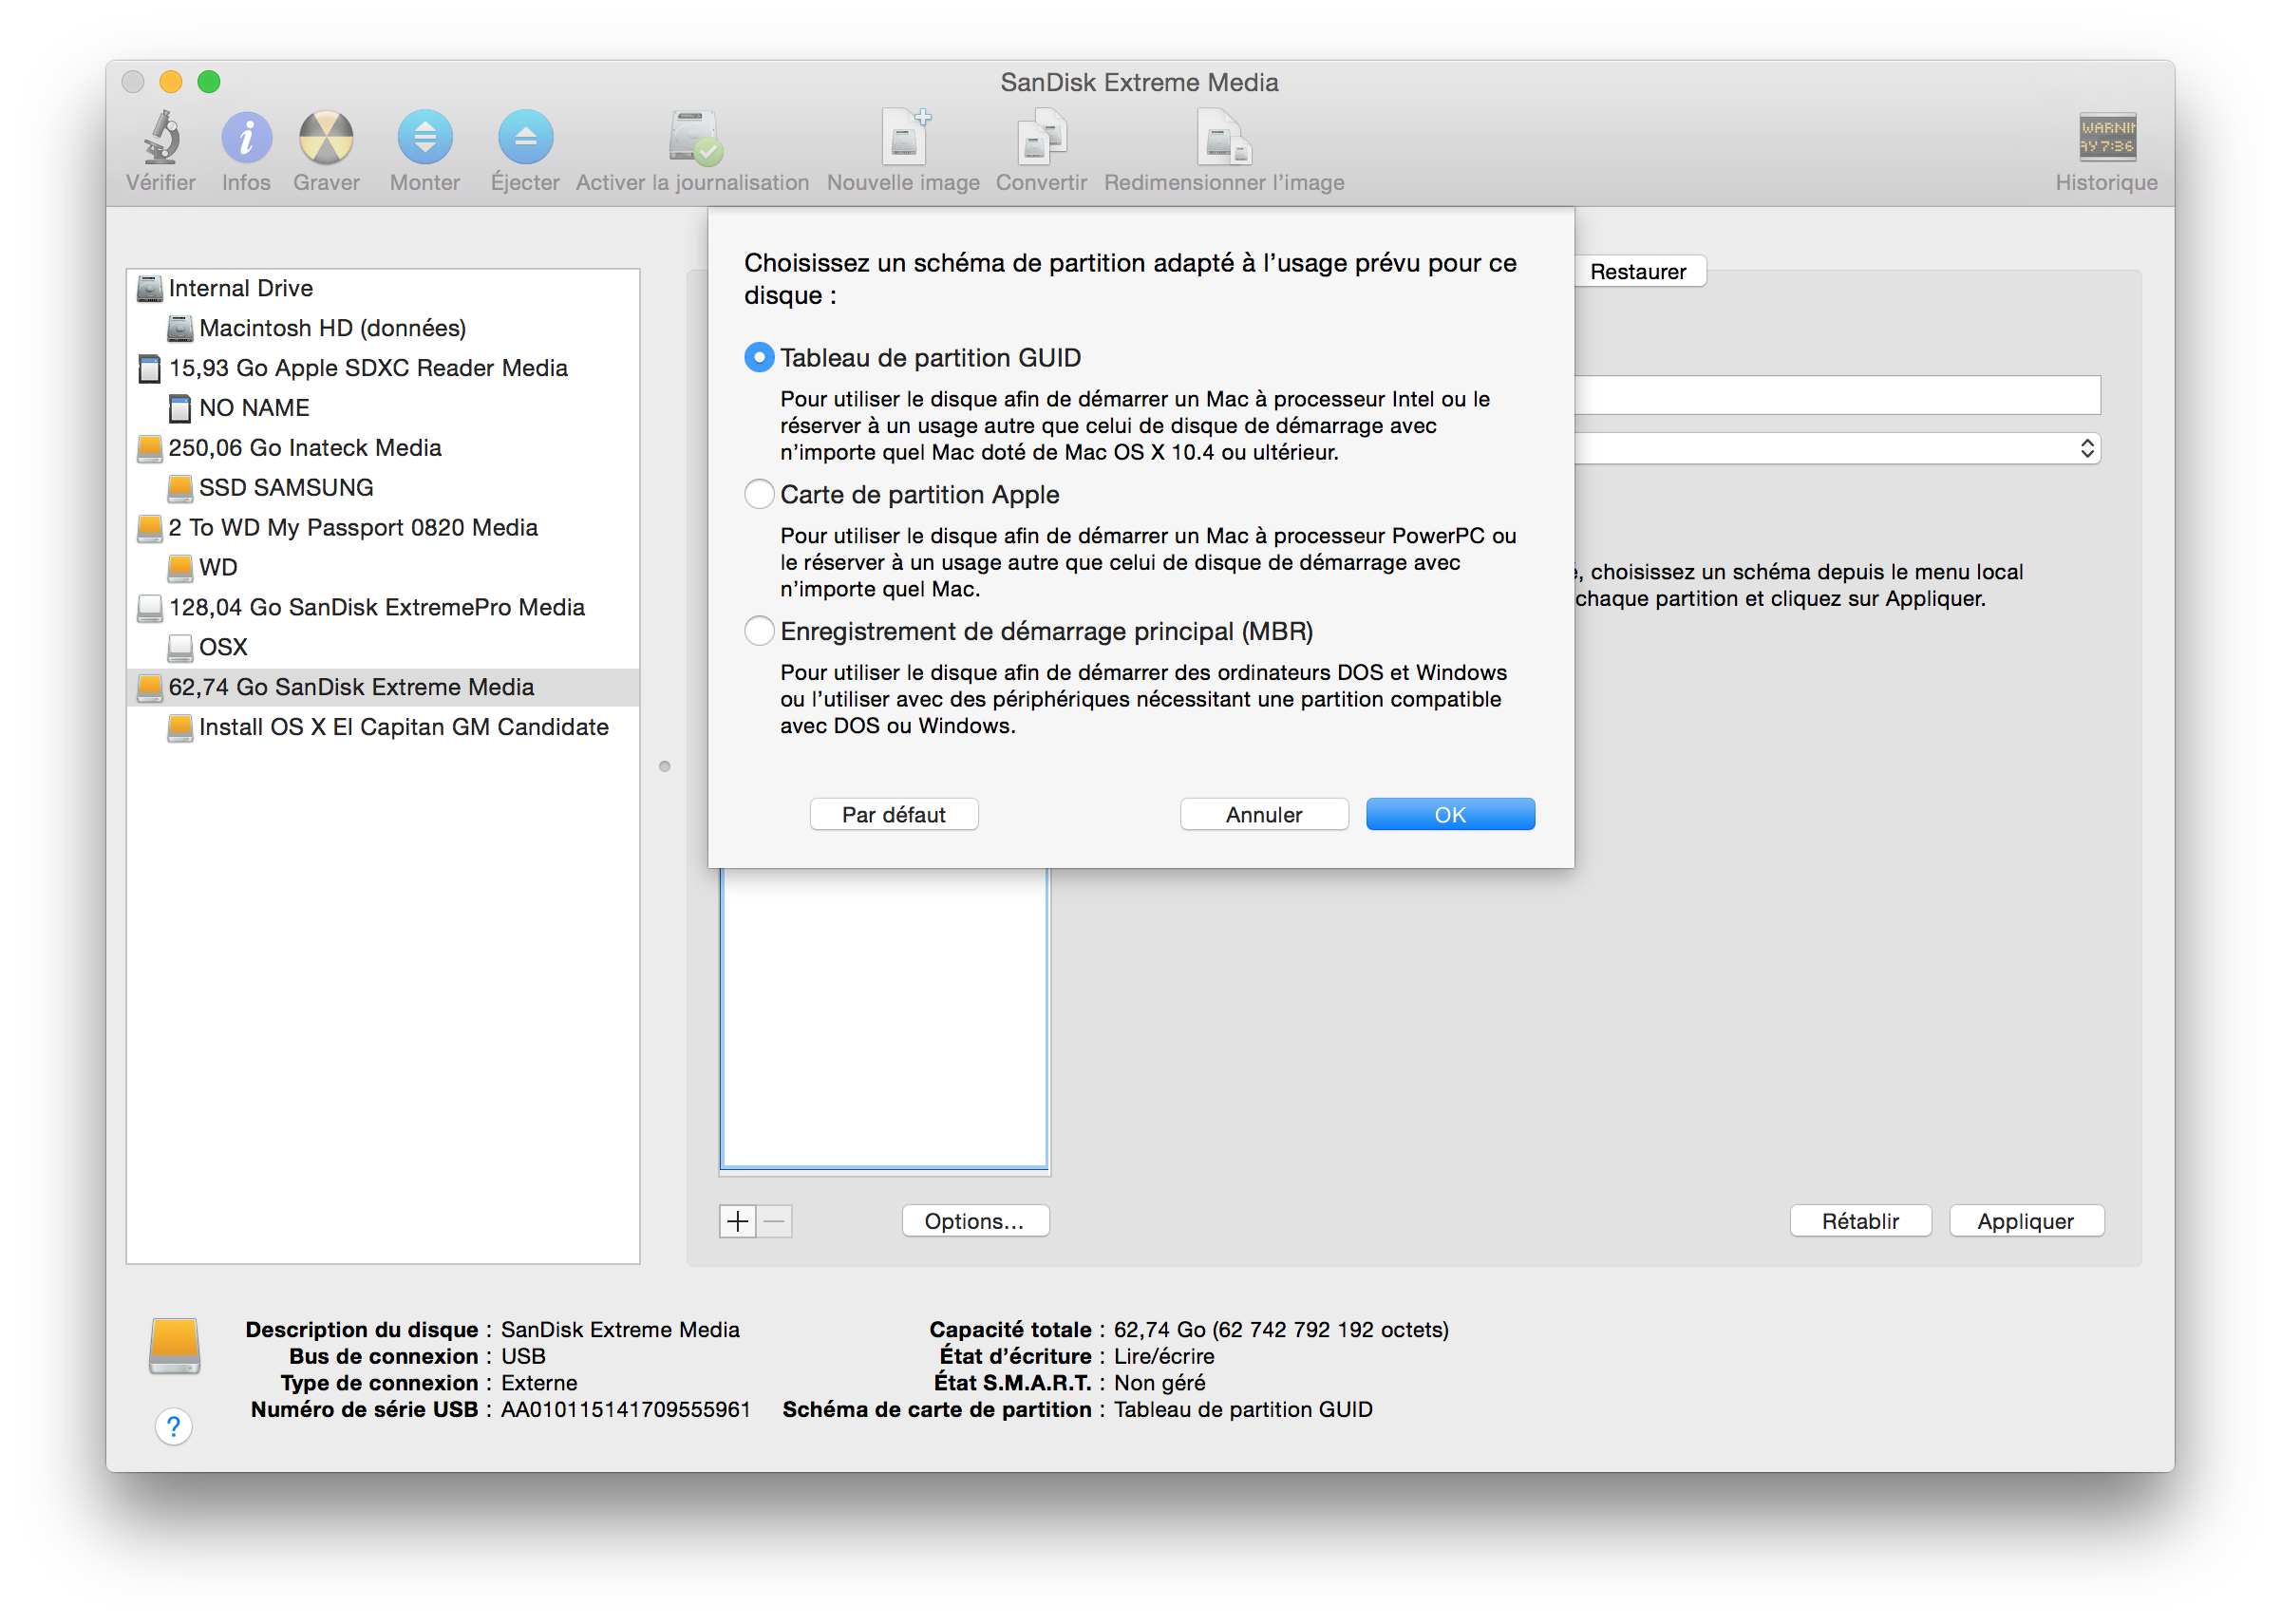 SanDisk Extreme Media
Vérifier Infos Graver Monter Éjecter Activer la journalisation Nouvelle image Convertir Redimensionner l’image Historique
WARNIN
AY 7:36
Internal Drive
Macintosh HD (données)
15,93 Go Apple SDXC Reader Media
NO NAME
250,06 Go Inateck Media
SSD SAMSUNG
2 To WD My Passport 0820 Media
WD
128,04 Go SanDisk ExtremePro Media
OSX
62,74 Go SanDisk Extreme Media
Install OS X El Capitan GM Candidate
Choisissez un schéma de partition adapté à l’usage prévu pour ce
disque :
Tableau de partition GUID
Pour utiliser le disque afin de démarrer un Mac à processeur Intel ou le
réserver à un usage autre que celui de disque de démarrage avec
n’importe quel Mac doté de Mac OS X 10.4 ou ultérieur.
Carte de partition Apple
Pour utiliser le disque afin de démarrer un Mac à processeur PowerPC ou
le réserver à un usage autre que celui de disque de démarrage avec
n’importe quel Mac.
Enregistrement de démarrage principal (MBR)
Pour utiliser le disque afin de démarrer des ordinateurs DOS et Windows
ou l’utiliser avec des périphériques nécessitant une partition compatible
avec DOS ou Windows.
Par défaut Annuler OK
Restaurer
, choisissez un schéma depuis le menu local
chaque partition et cliquez sur Appliquer.
+ − Options... Rétablir Appliquer
Description du disque : SanDisk Extreme Media
Bus de connexion : USB
Type de connexion : Externe
Numéro de série USB : AA010115141709555961
Capacité totale : 62,74 Go (62 742 792 192 octets)
État d’écriture : Lire/écrire
État S.M.A.R.T. : Non géré
Schéma de carte de partition : Tableau de partition GUID
?